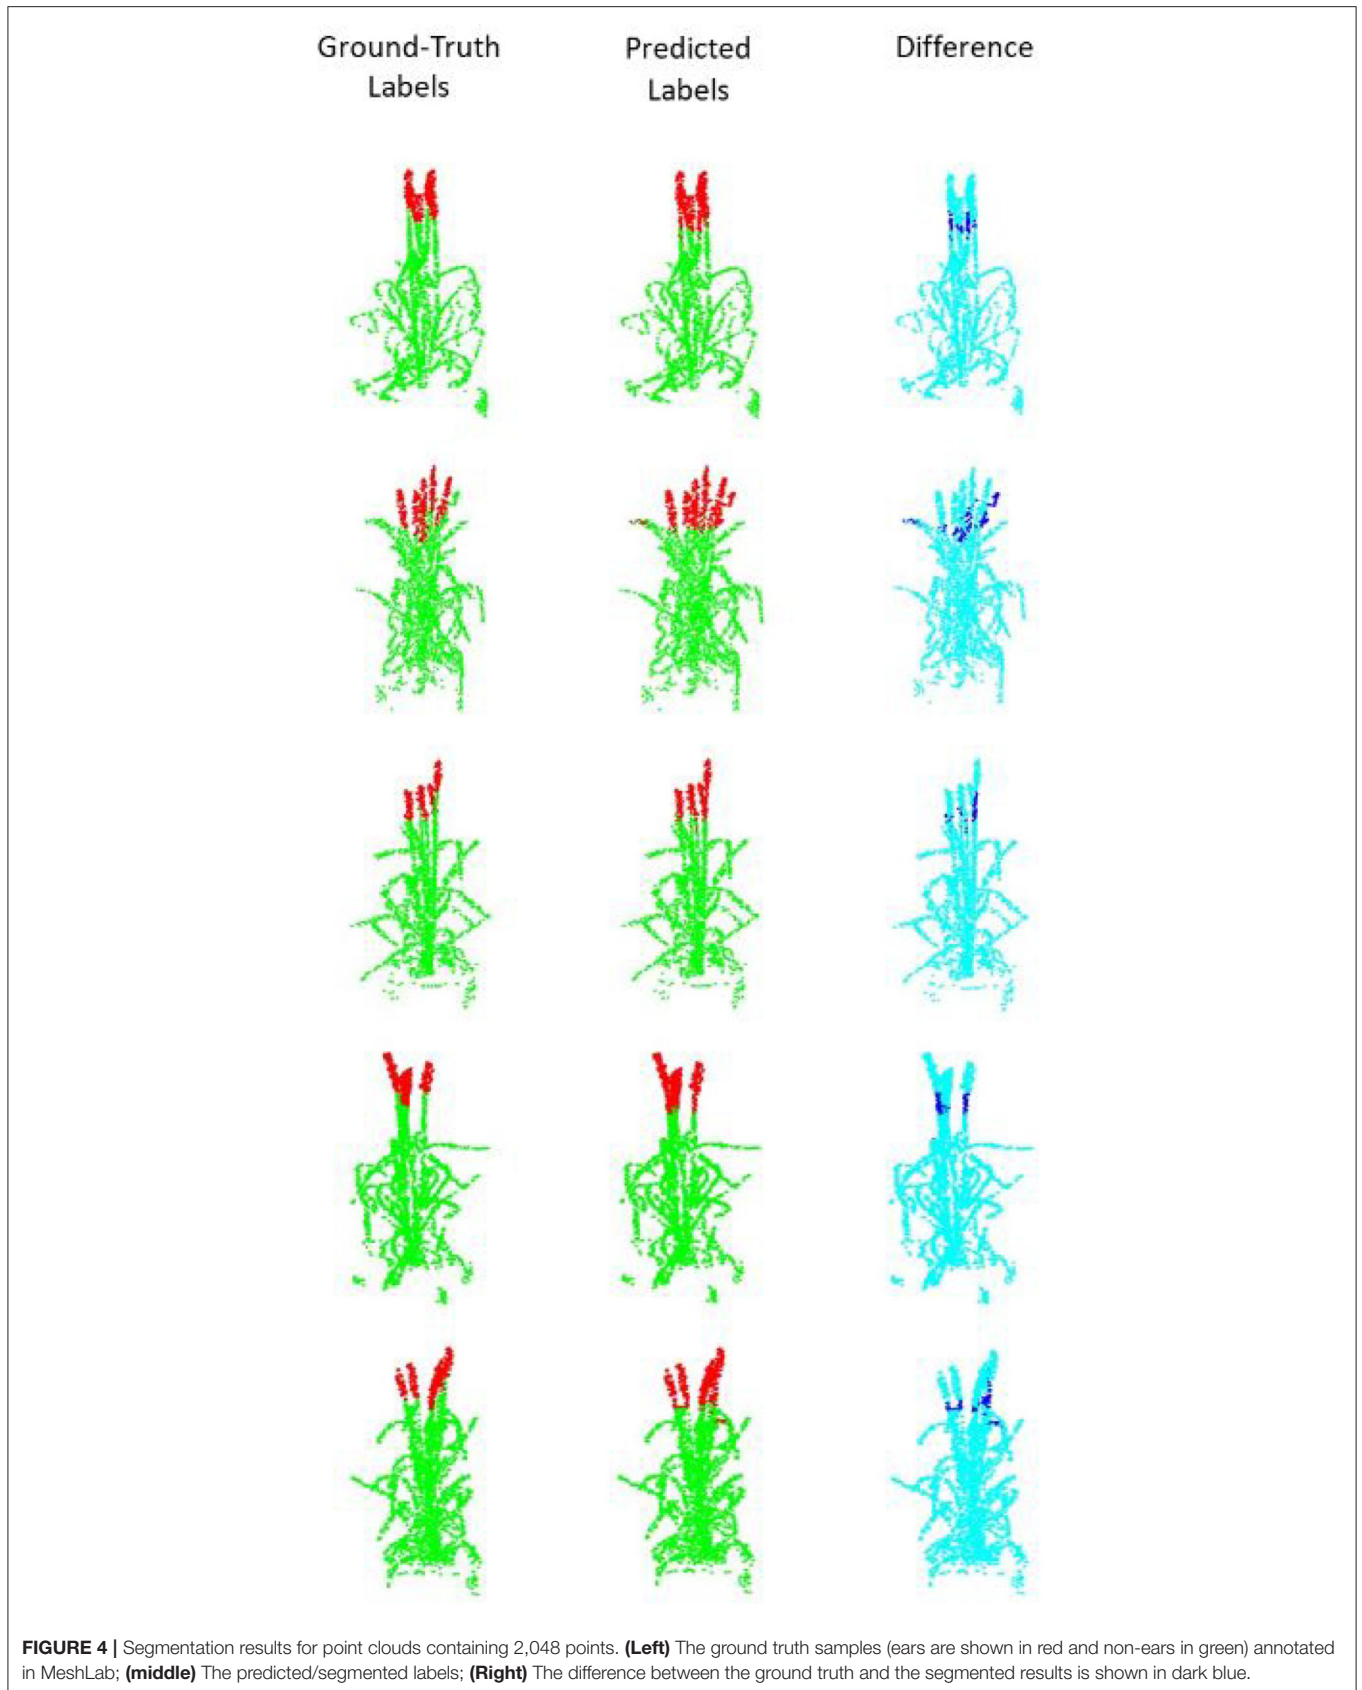 Ground-Truth Labels
Predicted Labels
Difference
FIGURE 4 | Segmentation results for point clouds containing 2,048 points. (Left) The ground truth samples (ears are shown in red and non-ears in green) annotated
in MeshLab; (middle) The predicted/segmented labels; (Right) The difference between the ground truth and the segmented results is shown in dark blue.